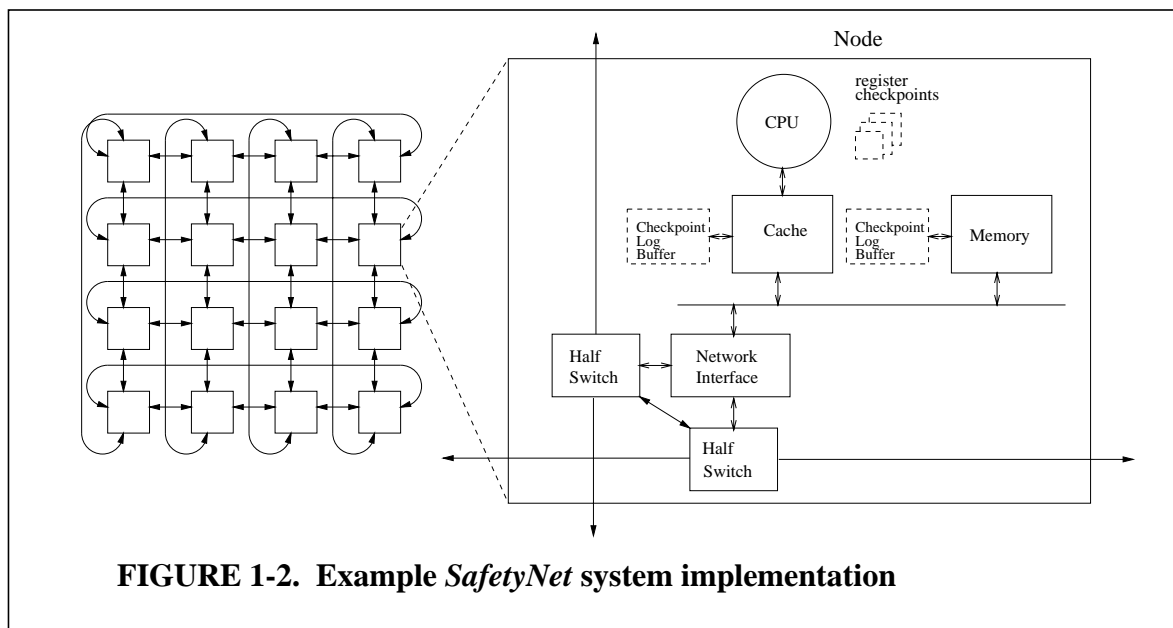 Node
register
checkpoints
CPU
Checkpoint
Log
Buffer
Cache
Checkpoint
Log
Buffer
Memory
Half
Switch
Network
Interface
Half
Switch
FIGURE 1-2. Example SafetyNet system implementation